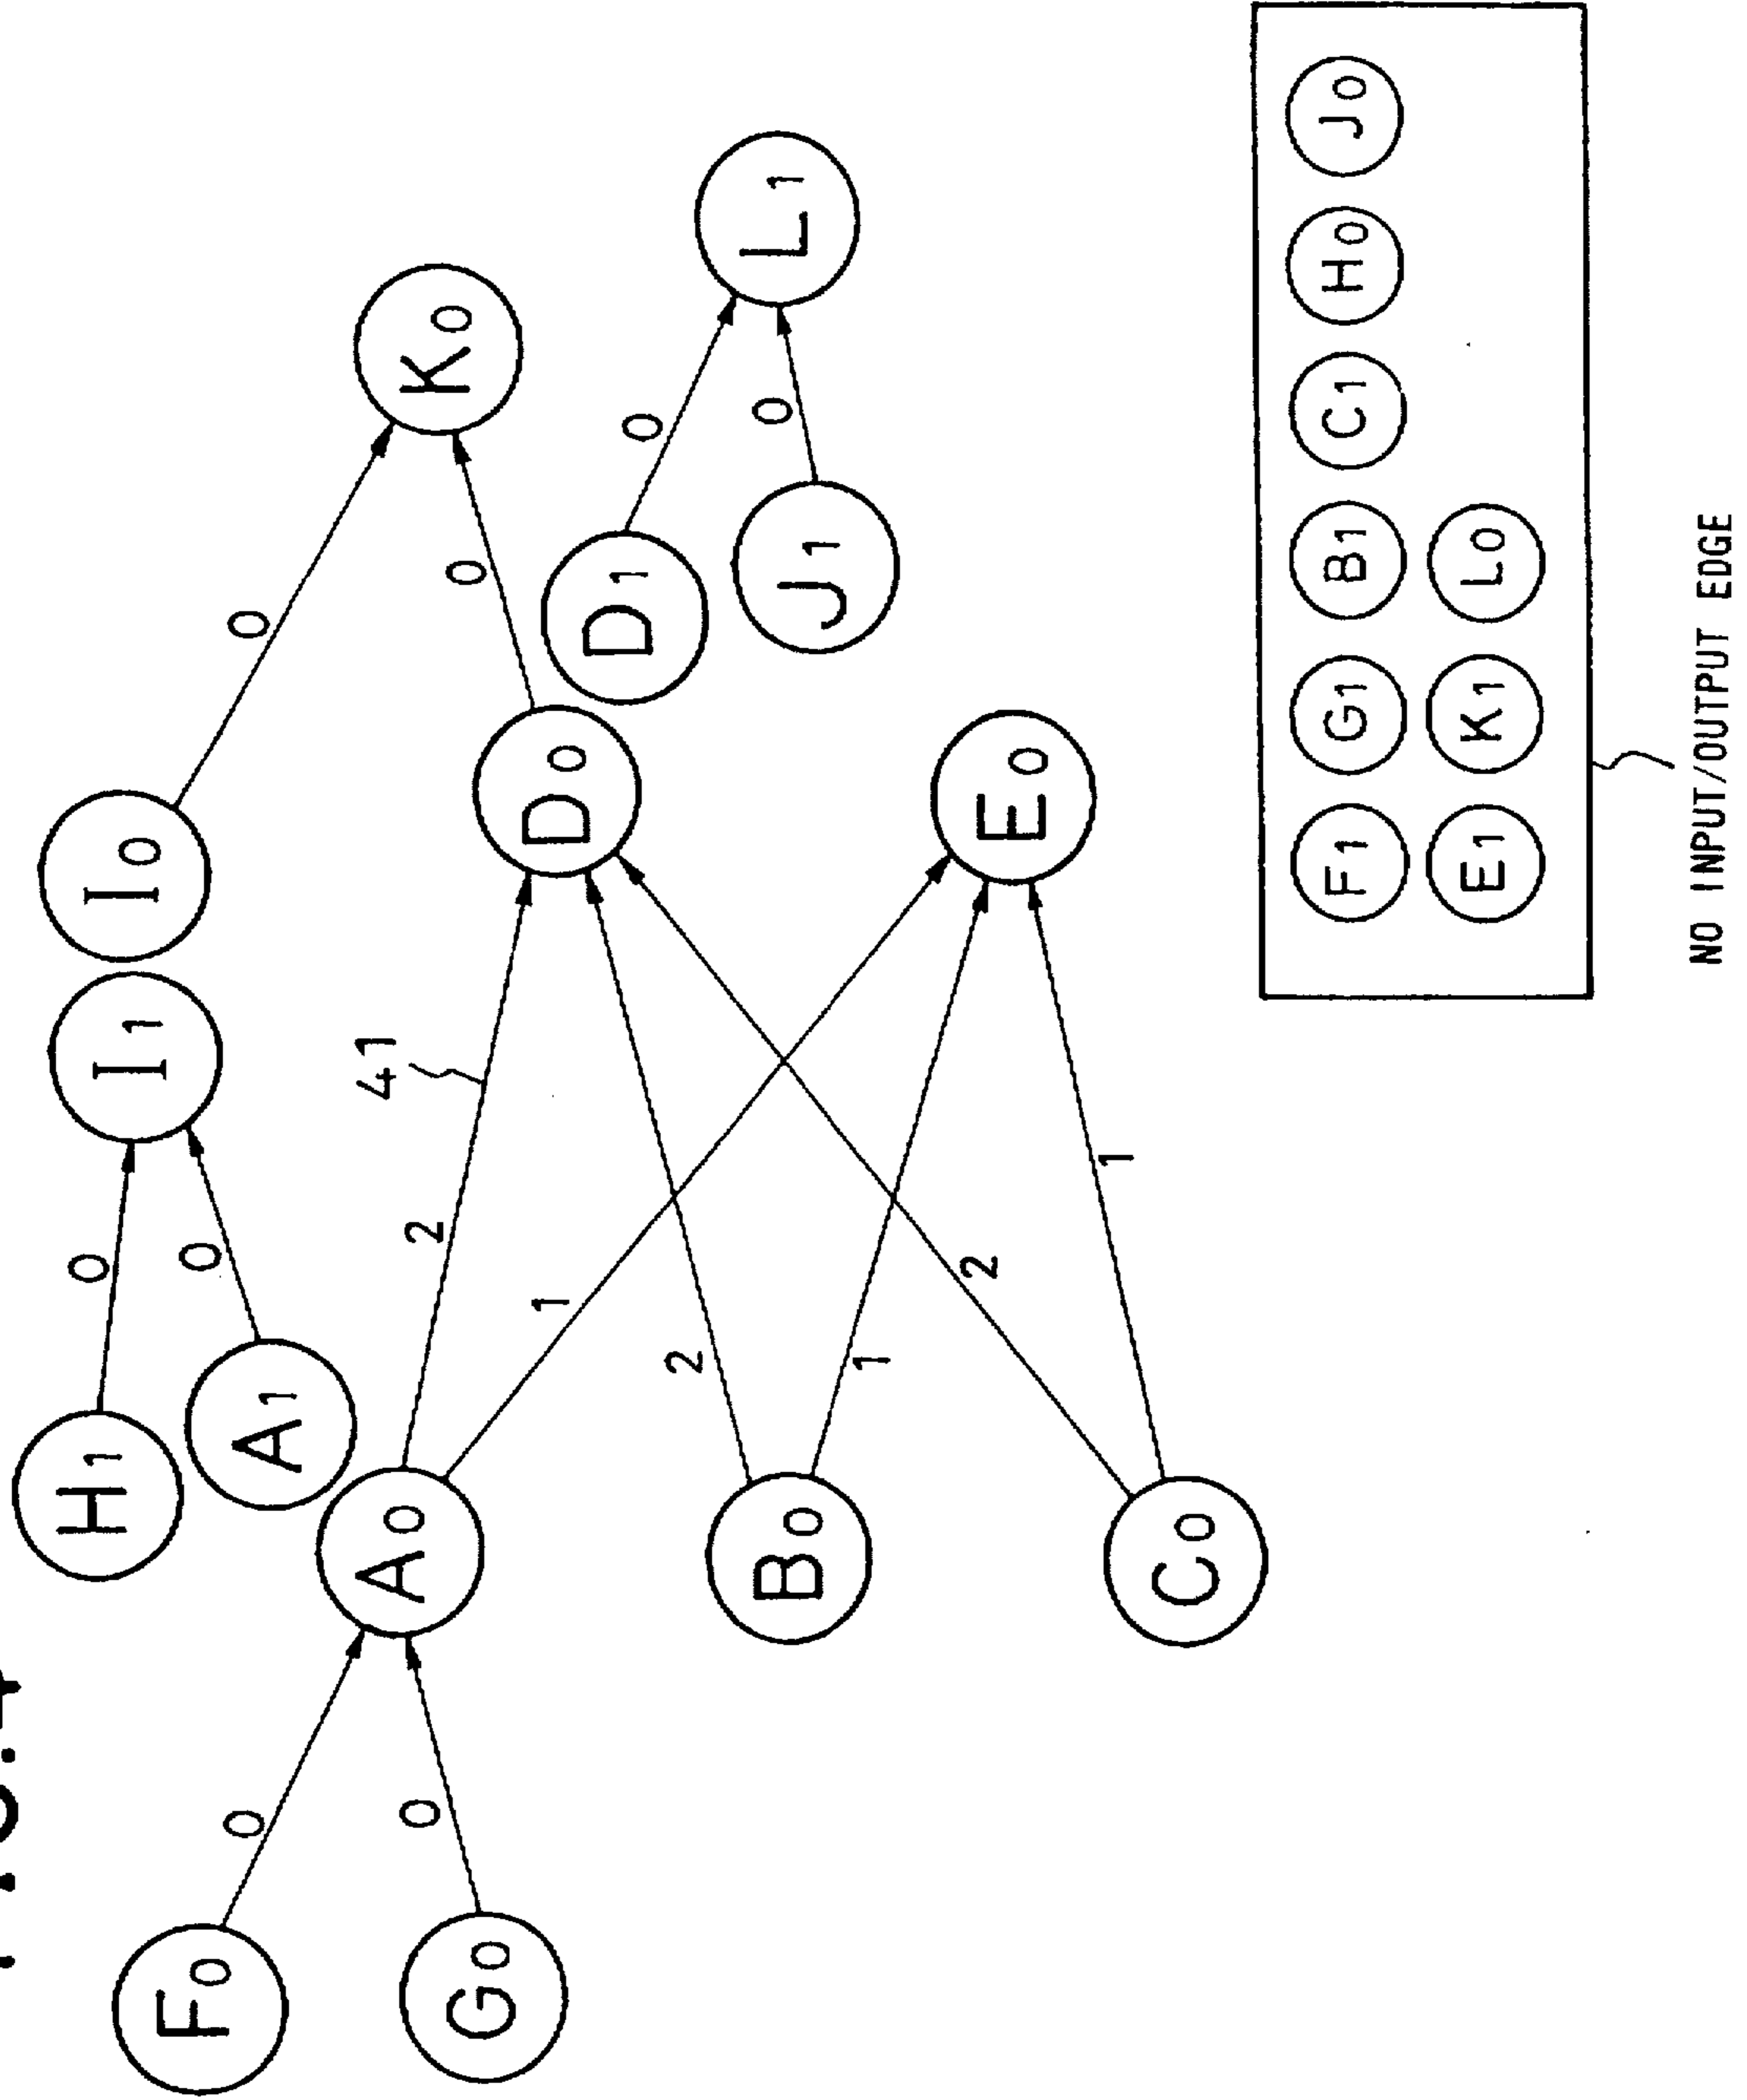 H1
0
I1
I0
F0
0
A1
0
0
K0
G0
0
A0
2
41
D0
0
1
D1
0
L1
B0
2
1
J1
0
C0
2
1
E0
F1 G1 B1 C1 H0 J0
E1 K1 L0
NO INPUT/OUTPUT EDGE